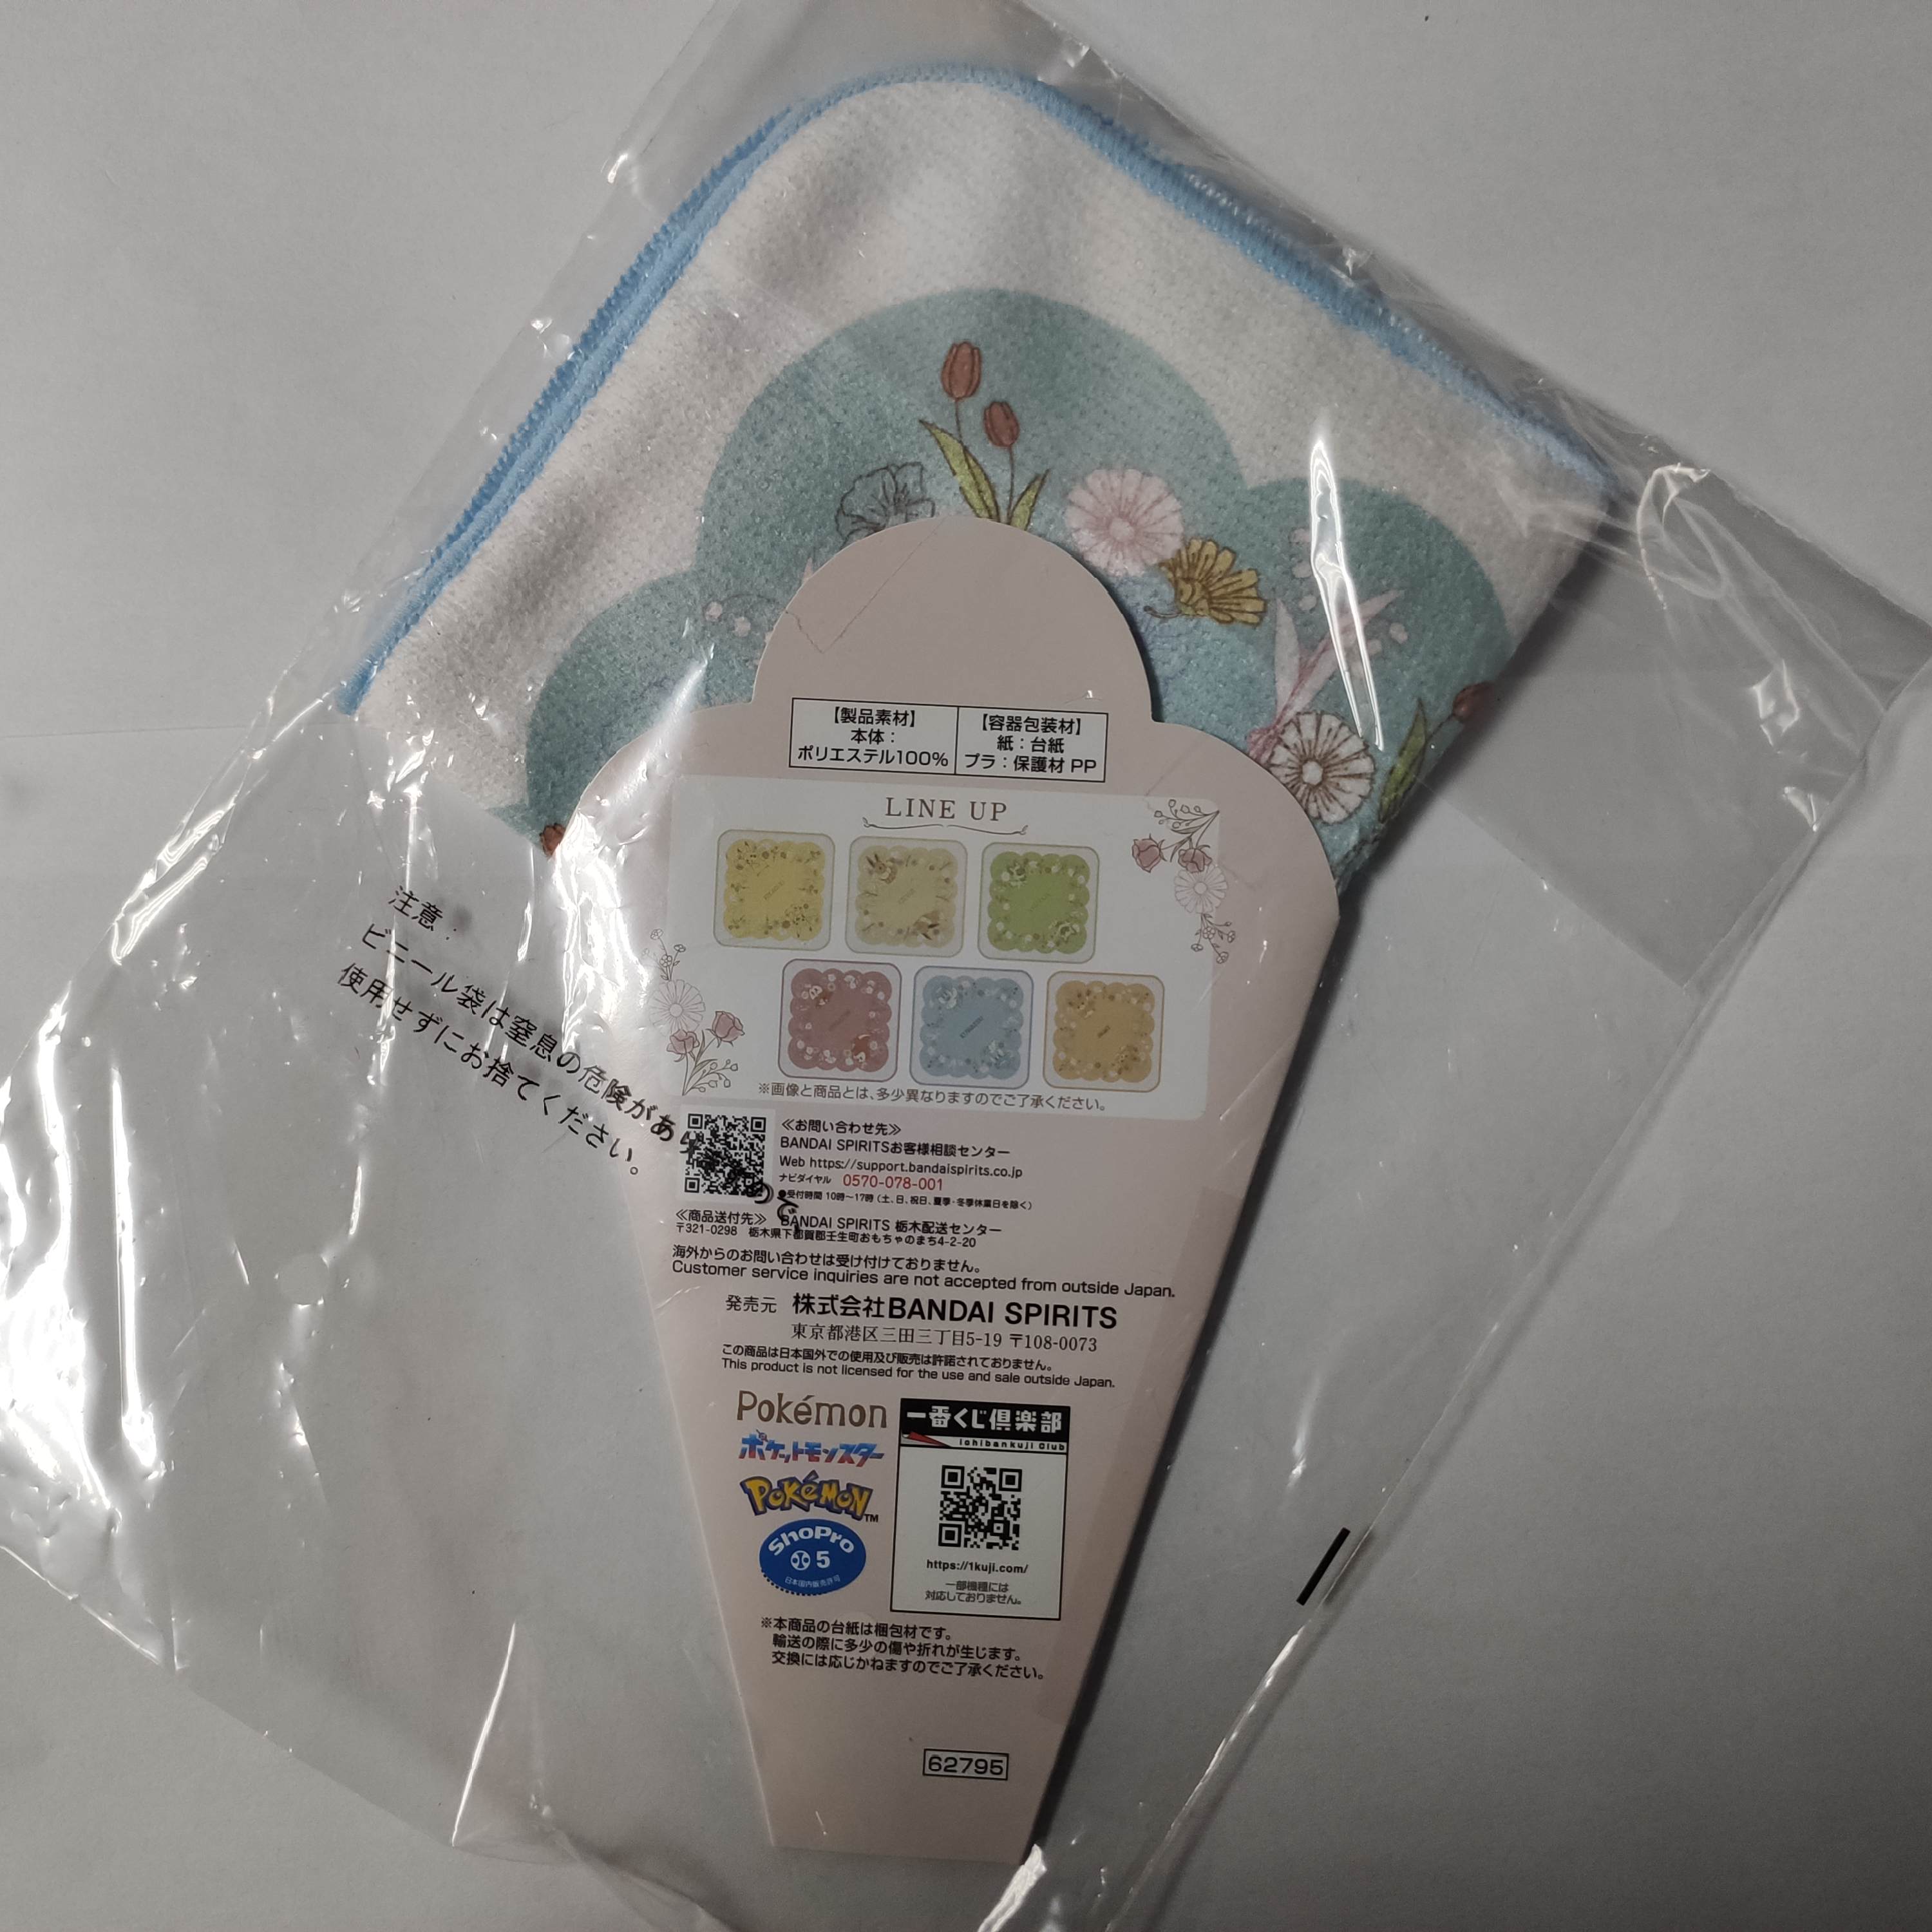 【製品素材】
本体：
ポリエステル100%
【容器包装材】
紙：台紙
プラ：保護材 PP
LINE UP
※画像と商品とは、多少異なりますのでご了承ください。
注意：
ビニール袋は窒息の危険がありますので、
使用せずにお捨てください。
≪お問い合わせ先≫
BANDAI SPIRITSお客様相談センター
Web https://support.bandaispirits.co.jp
ナビダイヤル 0570-078-001
●受付時間 10時〜17時（土、日、祝日、夏季・冬季休業日を除く）
≪商品送付先≫ BANDAI SPIRITS 栃木配送センター
〒321-0298 栃木県下都賀郡壬生町おもちゃのまち4-2-20
海外からのお問い合わせは受け付けておりません。
Customer service inquiries are not accepted from outside Japan.
発売元 株式会社BANDAI SPIRITS
東京都港区三田三丁目5-19 〒108-0073
この商品は日本国外での使用及び販売は許諾されておりません。
This product is not licensed for the use and sale outside Japan.
Pokémon
ポケットモンスター
POKéMON TM
ShoPro
5
日本国内販売許可
一番くじ倶楽部
Ichibankuji Club
https://1kuji.com/
一部機種には
対応しておりません。
※本商品の台紙は梱包材です。
輸送の際に多少の傷や折れが生じます。
交換には応じかねますのでご了承ください。
62795